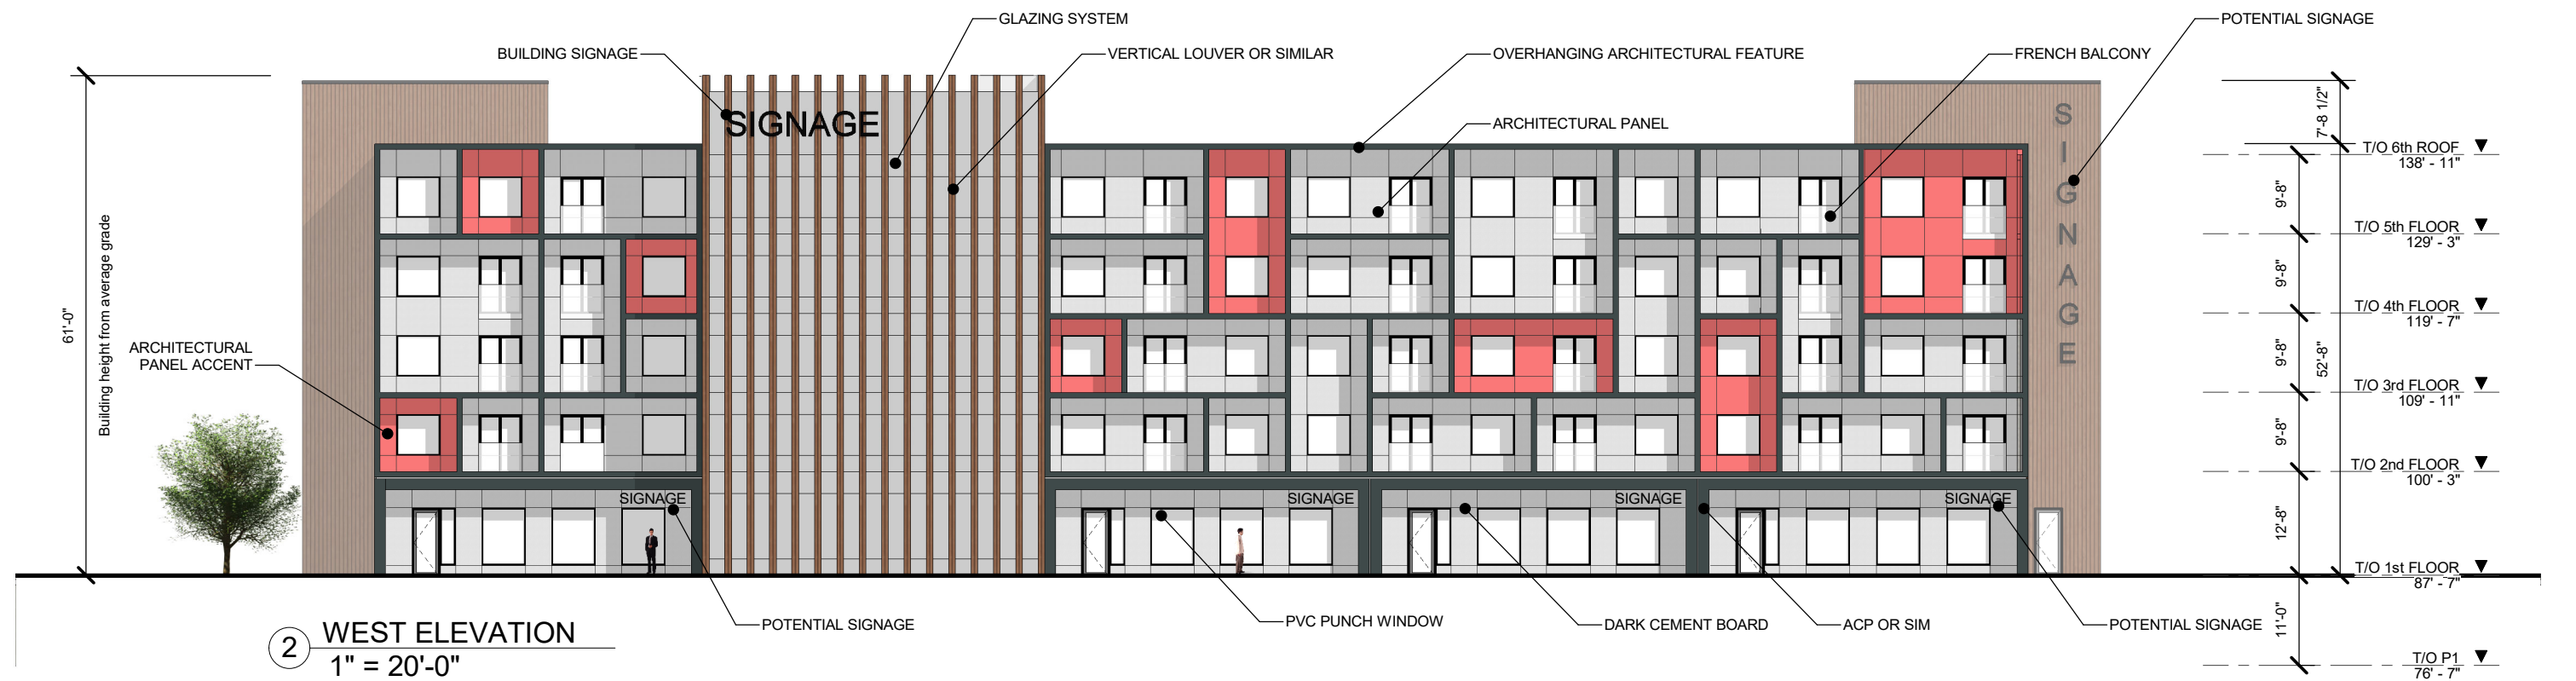 GLAZING SYSTEM
POTENTIAL SIGNAGE
BUILDING SIGNAGE
VERTICAL LOUVER OR SIMILAR
OVERHANGING ARCHITECTURAL FEATURE
FRENCH BALCONY
SIGNAGE
ARCHITECTURAL PANEL
SIGNAGE
7'-8 1/2"
T/O 6th ROOF
138' - 11"
9'-8"
T/O 5th FLOOR
129' - 3"
9'-8"
T/O 4th FLOOR
119' - 7"
9'-8"
52'-8"
T/O 3rd FLOOR
109' - 11"
9'-8"
T/O 2nd FLOOR
100' - 3"
12'-8"
T/O 1st FLOOR
87' - 7"
11'-0"
T/O P1
76' - 7"
61'-0"
Building height from average grade
ARCHITECTURAL
PANEL ACCENT
SIGNAGE
SIGNAGE
SIGNAGE
SIGNAGE
POTENTIAL SIGNAGE
PVC PUNCH WINDOW
DARK CEMENT BOARD
ACP OR SIM
POTENTIAL SIGNAGE
2
WEST ELEVATION
1" = 20'-0"